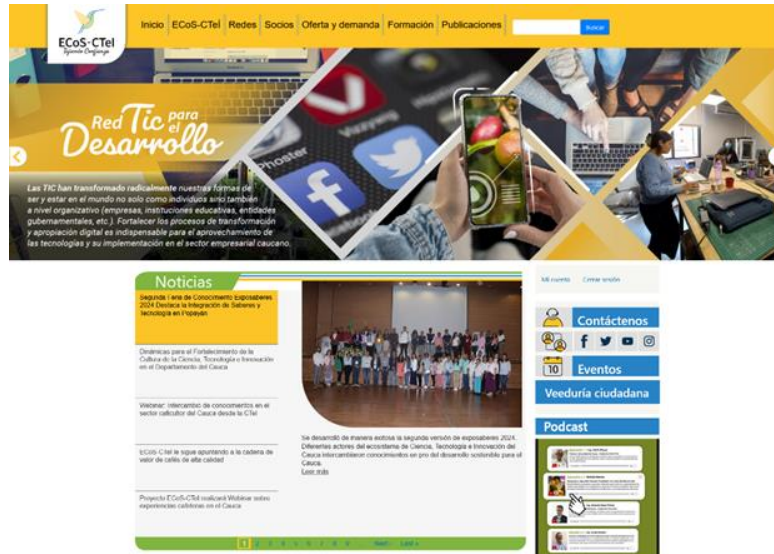 ECoS-CTeI
Tejiendo Confianza
Inicio
ECoS-CTeI
Redes
Socios
Oferta y demanda
Formación
Publicaciones
Buscar
Red Tic para el
Desarrollo
Las TIC han transformado radicalmente nuestras formas de
ser y estar en el mundo no solo como individuos sino también
a nivel organizativo (empresas, instituciones educativas, entidades
gubernamentales, etc.). Fortalecer los procesos de transformación
y apropiación digital es indispensable para el aprovechamiento de
las tecnologías y su implementación en el sector empresarial caucano.
Phoster
Noticias
Segunda Feria de Conocimiento Exposaberes
2024 Destaca la Integración de Saberes y
Tecnología en Popayán
Dinámicas para el Fortalecimiento de la
Cultura de la Ciencia, Tecnología e Innovación
en el Departamento del Cauca
Webinar: Intercambio de conocimientos en el
sector caficultor del Cauca desde la CTeI
ECoS-CTeI le sigue apuntando a la cadena de
valor de cafés de alta calidad
Proyecto ECoS-CTeI realizará Webinar sobre
experiencias cafeteras en el Cauca
Se desarrolló de manera exitosa la segunda versión de exposaberes 2024.
Diferentes actores del ecosistema de Ciencia, Tecnología e Innovación del
Cauca intercambiaron conocimientos en pro del desarrollo sostenible para el
Cauca.
Leer más
1 2 3 4 5 6 7 8 9 … Next › Last »
Mi cuenta
Cerrar sesión
Contáctenos
10
Eventos
Veeduría ciudadana
Podcast